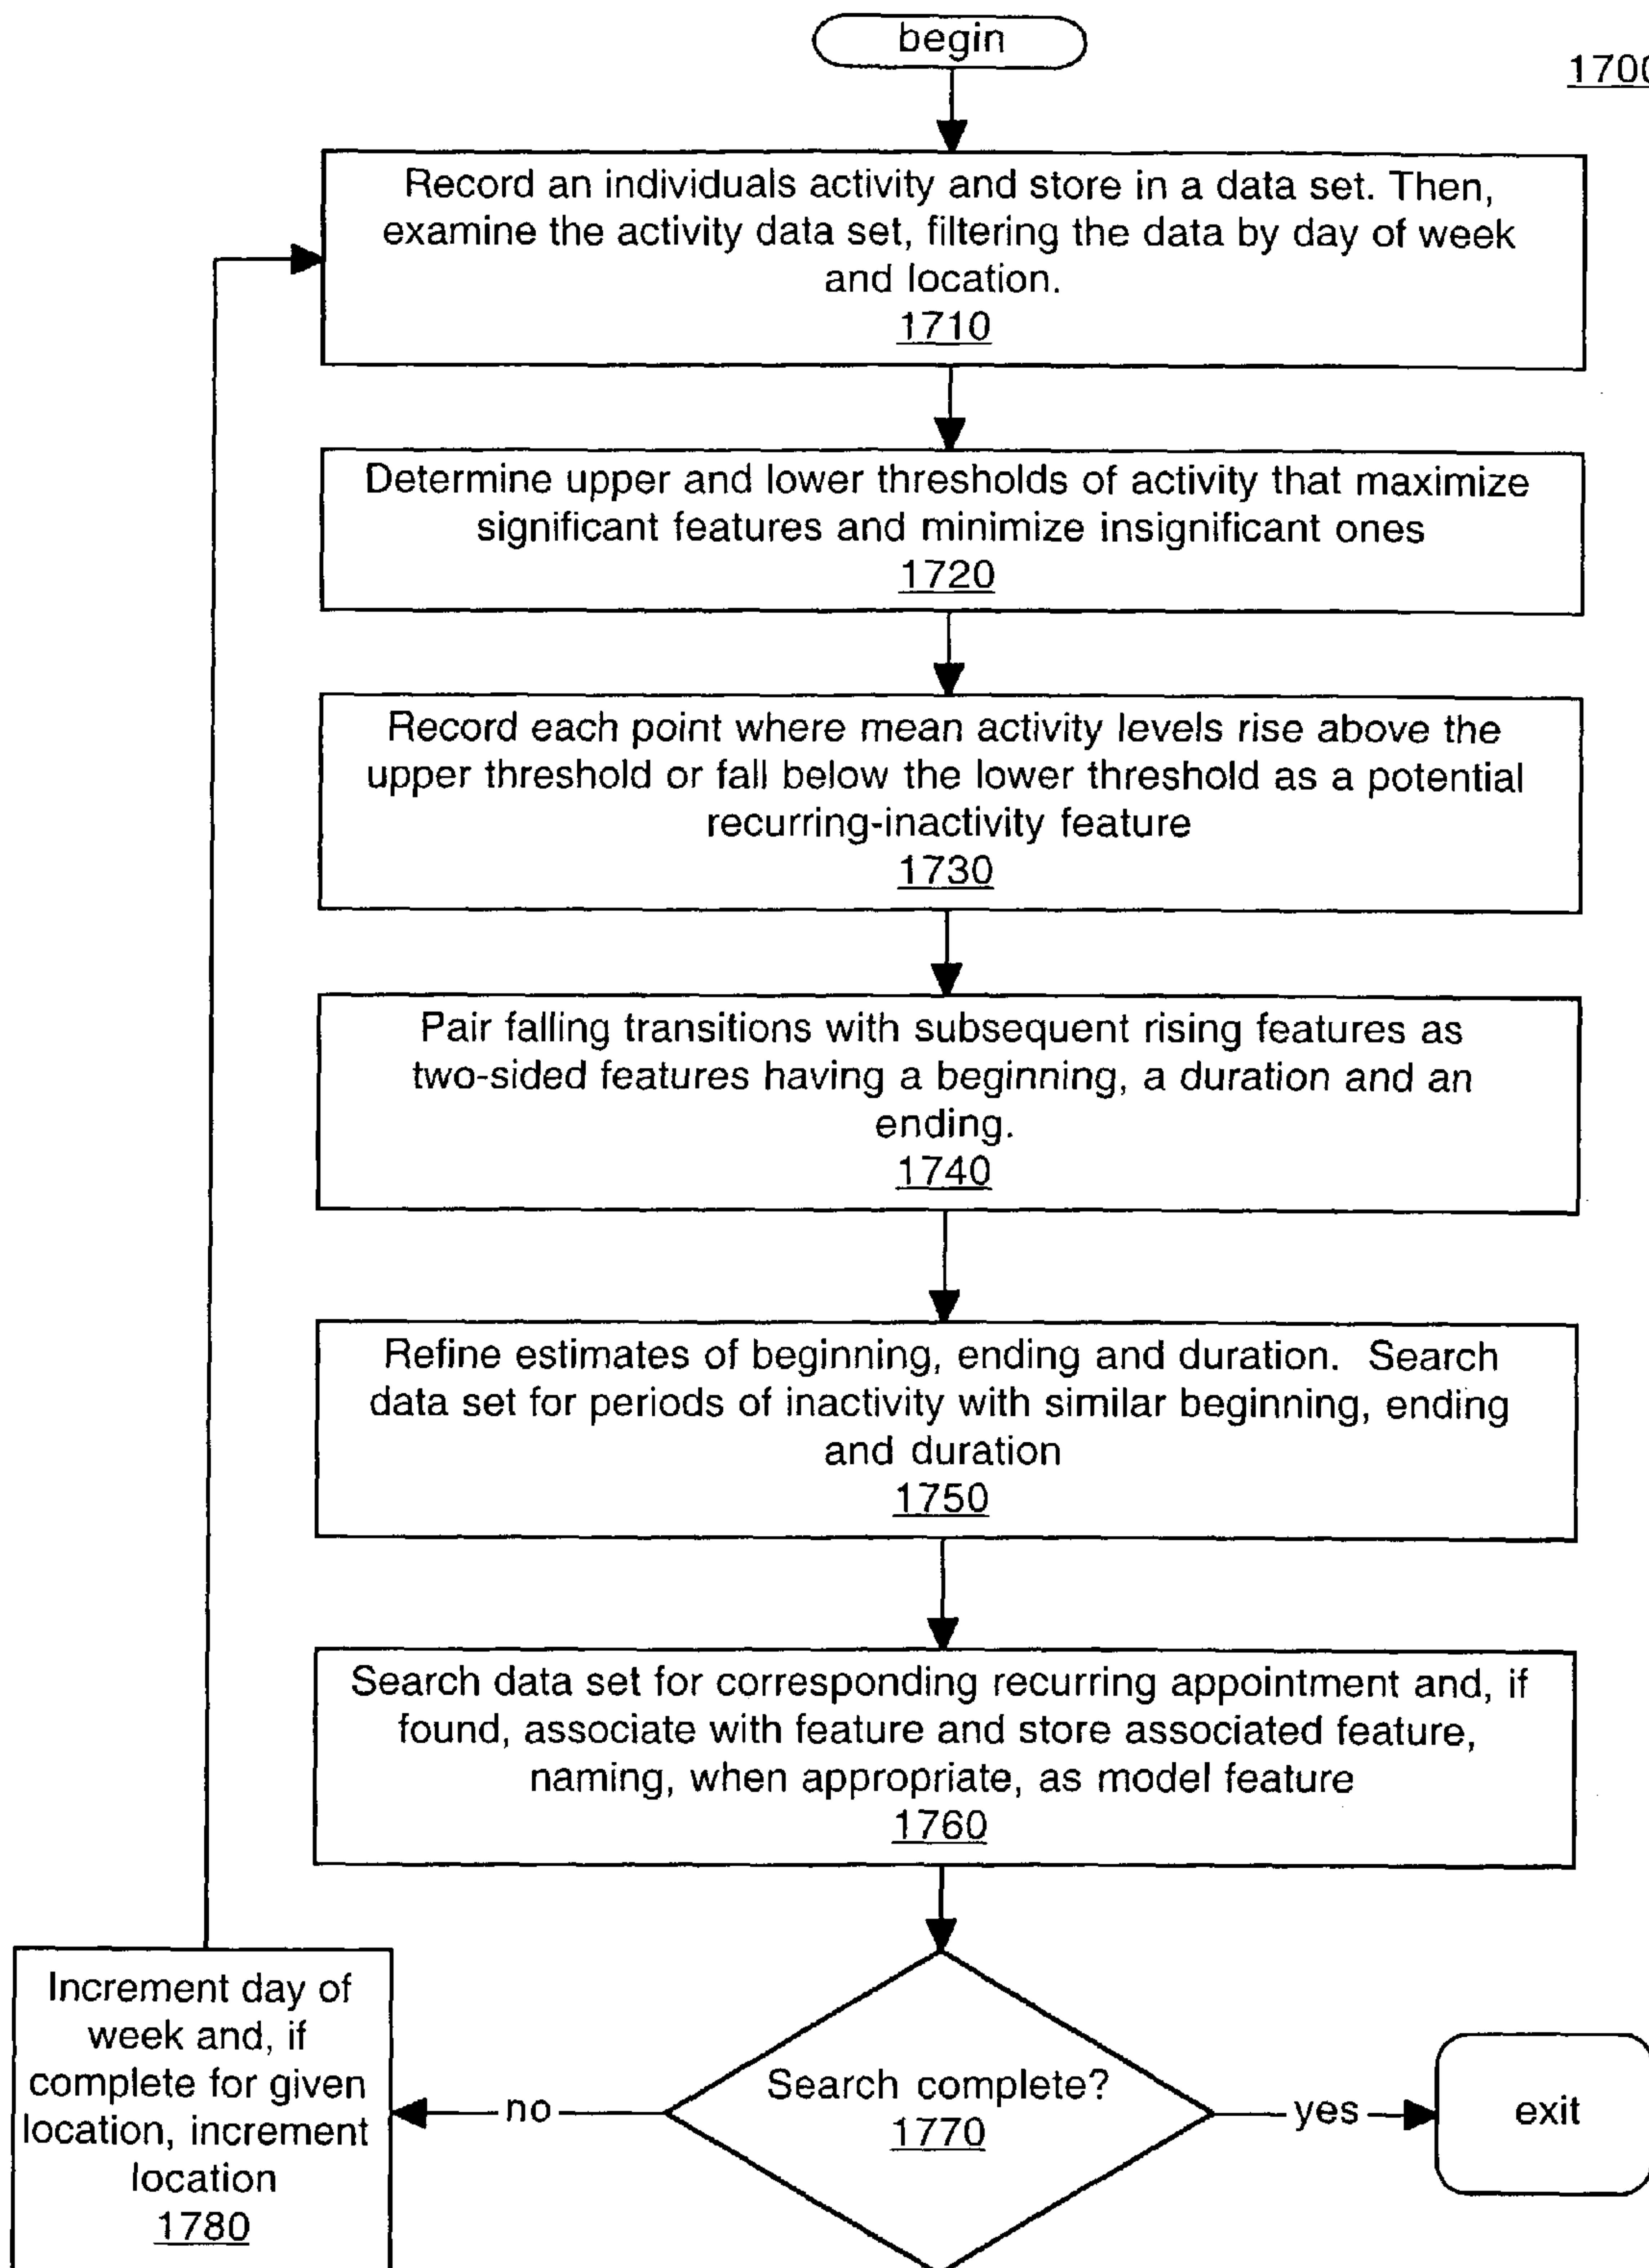 begin
1700
Record an individuals activity and store in a data set. Then,
examine the activity data set, filtering the data by day of week
and location.
1710
Determine upper and lower thresholds of activity that maximize
significant features and minimize insignificant ones
1720
Record each point where mean activity levels rise above the
upper threshold or fall below the lower threshold as a potential
recurring-inactivity feature
1730
Pair falling transitions with subsequent rising features as
two-sided features having a beginning, a duration and an
ending.
1740
Refine estimates of beginning, ending and duration. Search
data set for periods of inactivity with similar beginning, ending
and duration
1750
Search data set for corresponding recurring appointment and, if
found, associate with feature and store associated feature,
naming, when appropriate, as model feature
1760
Increment day of
week and, if
complete for given
location, increment
location
1780
no
Search complete?
1770
yes
exit